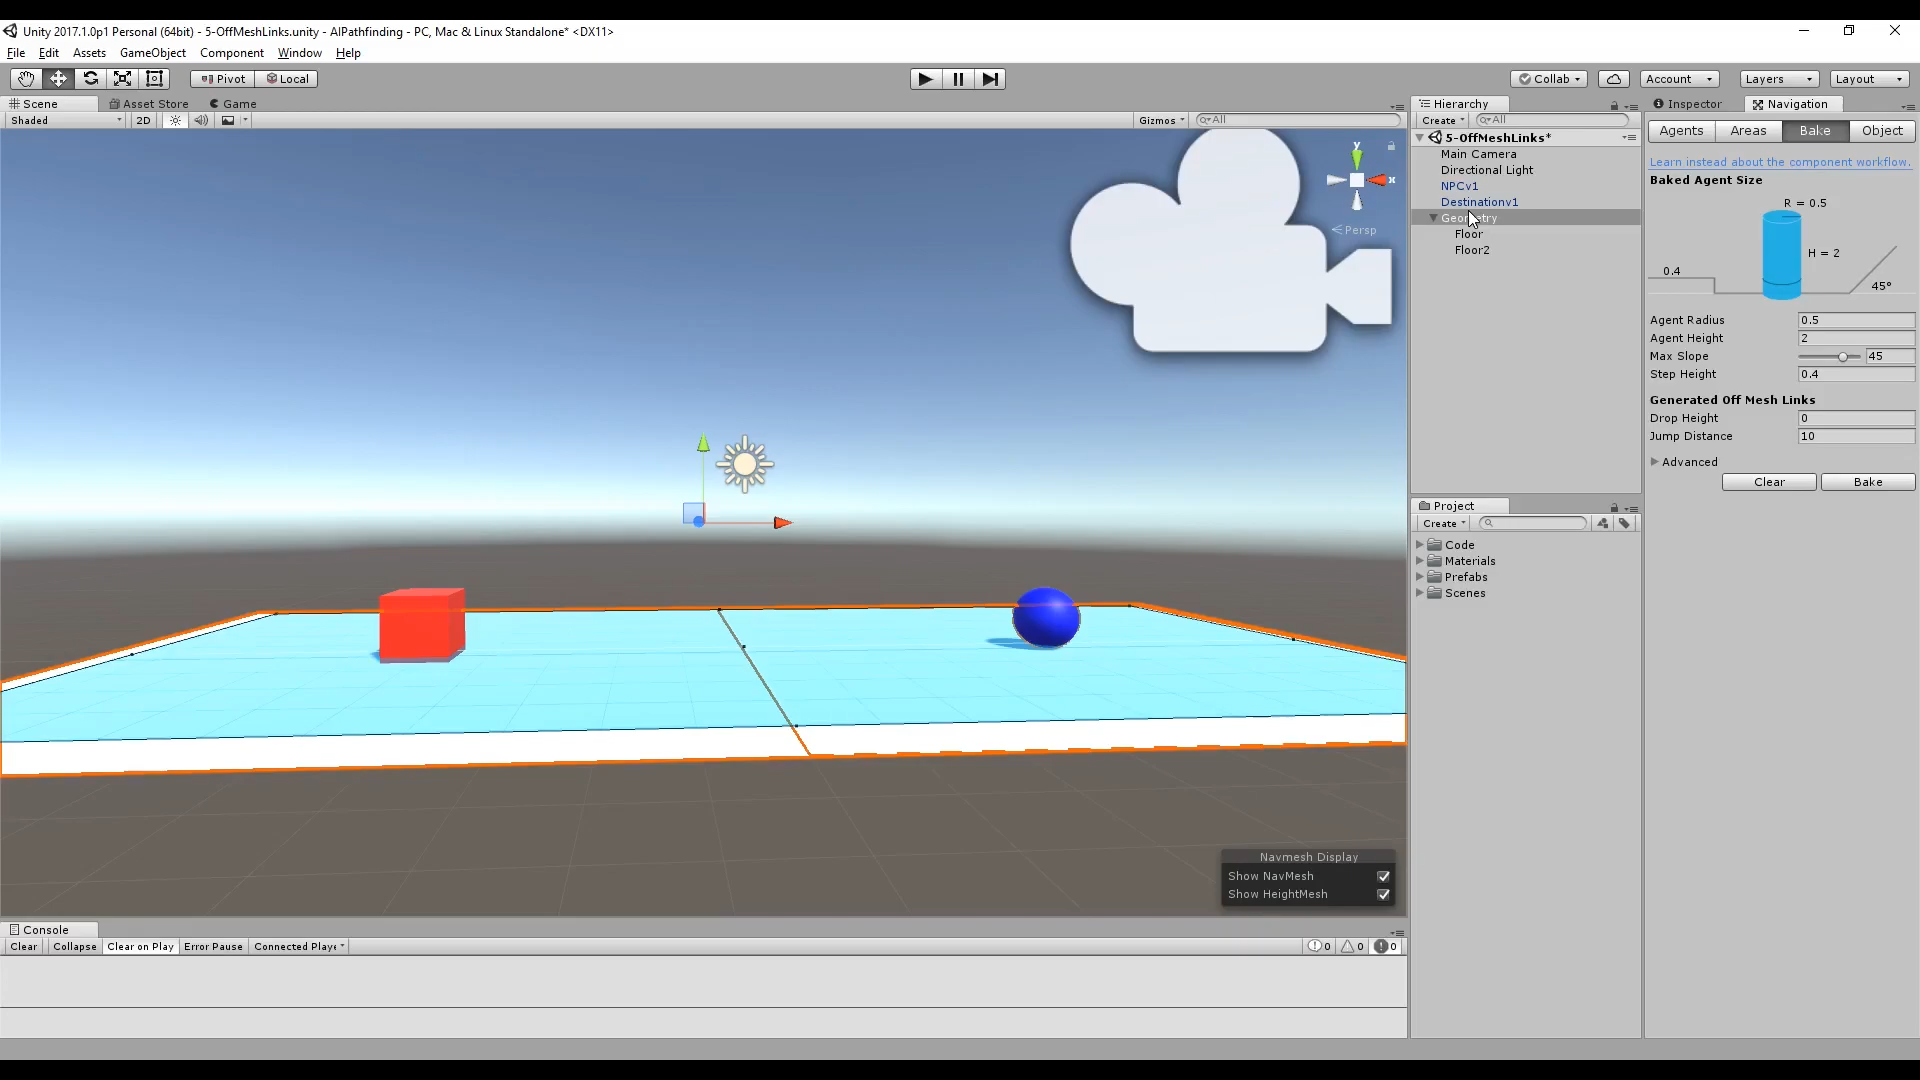 Unity 2017.1.0p1 Personal (64bit) - 5-OffMeshLinks.unity - AIPathfinding - PC, Mac & Linux Standalone* <DX11>
File Edit Assets GameObject Component Window Help
Pivot Local Collab Account Layers Layout
Scene Asset Store Game
Shaded 2D Gizmos All
y
x
Persp
Navmesh Display
Show NavMesh
Show HeightMesh
Console
Clear Collapse Clear on Play Error Pause Connected Playe 0 0 0
Hierarchy
Create All
5-OffMeshLinks*
Main Camera
Directional Light
NPCv1
Destinationv1
Geometry
Floor
Floor2
Project
Create
Code
Materials
Prefabs
Scenes
Inspector Navigation
Agents Areas Bake Object
Learn instead about the component workflow.
Baked Agent Size
R = 0.5
H = 2
0.4
45°
Agent Radius 0.5
Agent Height 2
Max Slope 45
Step Height 0.4
Generated Off Mesh Links
Drop Height 0
Jump Distance 10
Advanced
Clear Bake